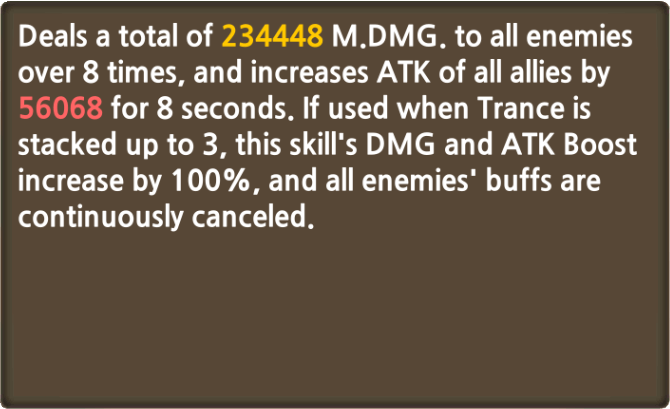 Deals a total of 234448 M.DMG. to all enemies
over 8 times, and increases ATK of all allies by
56068 for 8 seconds. If used when Trance is
stacked up to 3, this skill's DMG and ATK Boost
increase by 100%, and all enemies' buffs are
continuously canceled.